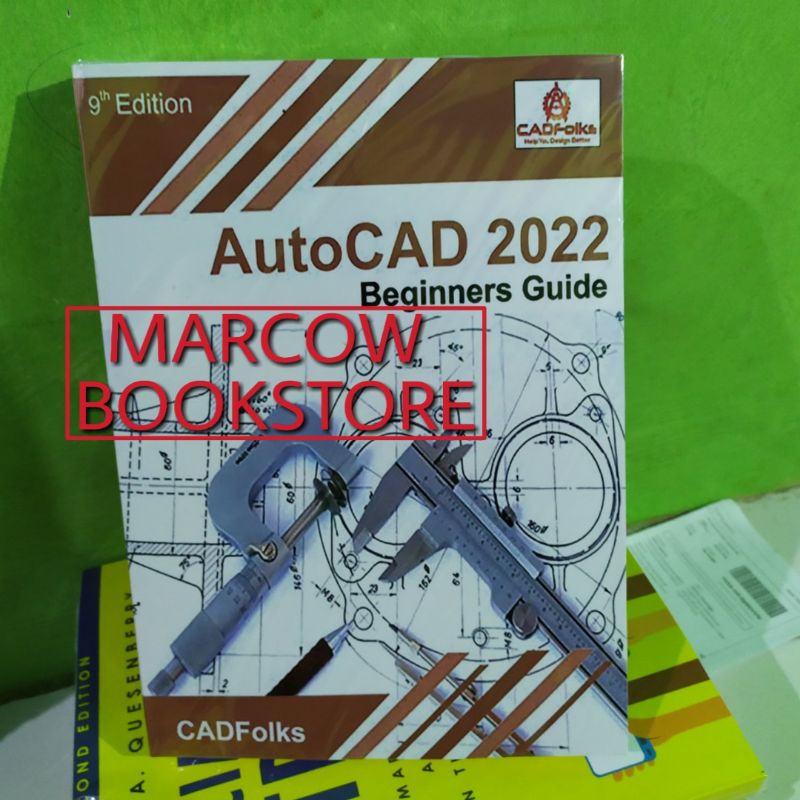 9th Edition
CADFolks
Help You Design Better
AutoCAD 2022
Beginners Guide
MARCOW
BOOKSTORE
CADFolks
OND EDITION
A. QUESENBERRY